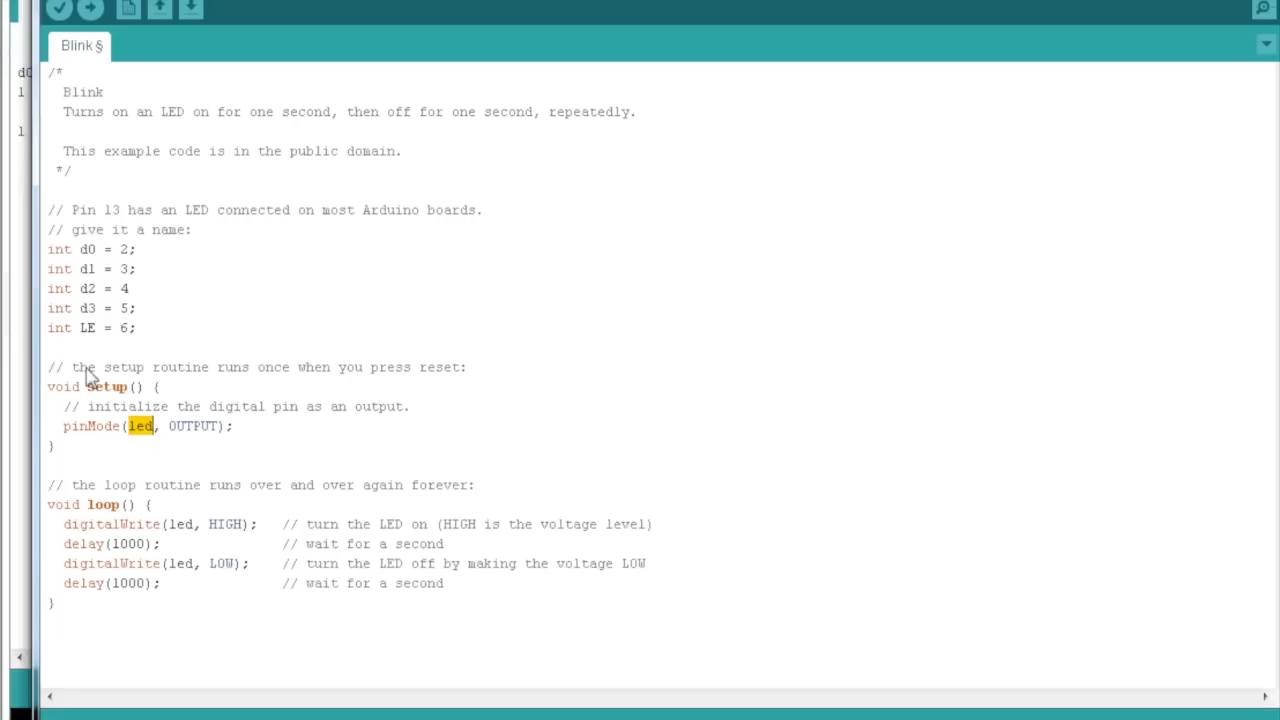 Blink §
/*
Blink
Turns on an LED on for one second, then off for one second, repeatedly.
This example code is in the public domain.
*/
// Pin 13 has an LED connected on most Arduino boards.
// give it a name:
int d0 = 2;
int d1 = 3;
int d2 = 4
int d3 = 5;
int LE = 6;
// the setup routine runs once when you press reset:
void setup() {
// initialize the digital pin as an output.
pinMode(led, OUTPUT);
}
// the loop routine runs over and over again forever:
void loop() {
digitalWrite(led, HIGH); // turn the LED on (HIGH is the voltage level)
delay(1000); // wait for a second
digitalWrite(led, LOW); // turn the LED off by making the voltage LOW
delay(1000); // wait for a second
}